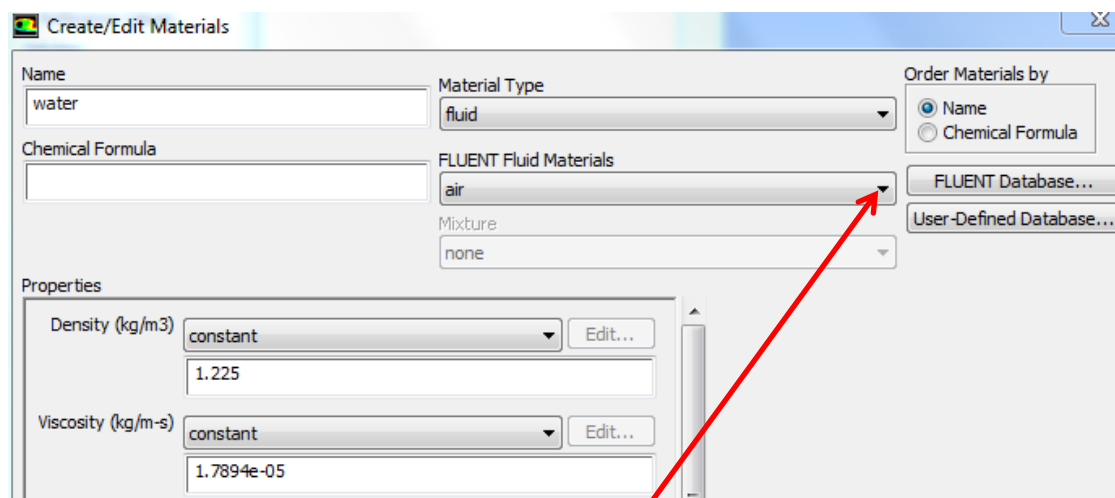 Create/Edit Materials
Name
water
Chemical Formula
Material Type
fluid
FLUENT Fluid Materials
air
Mixture
none
Order Materials by
Name
Chemical Formula
FLUENT Database...
User-Defined Database...
Properties
Density (kg/m3)
constant
Edit...
1.225
Viscosity (kg/m-s)
constant
Edit...
1.7894e-05